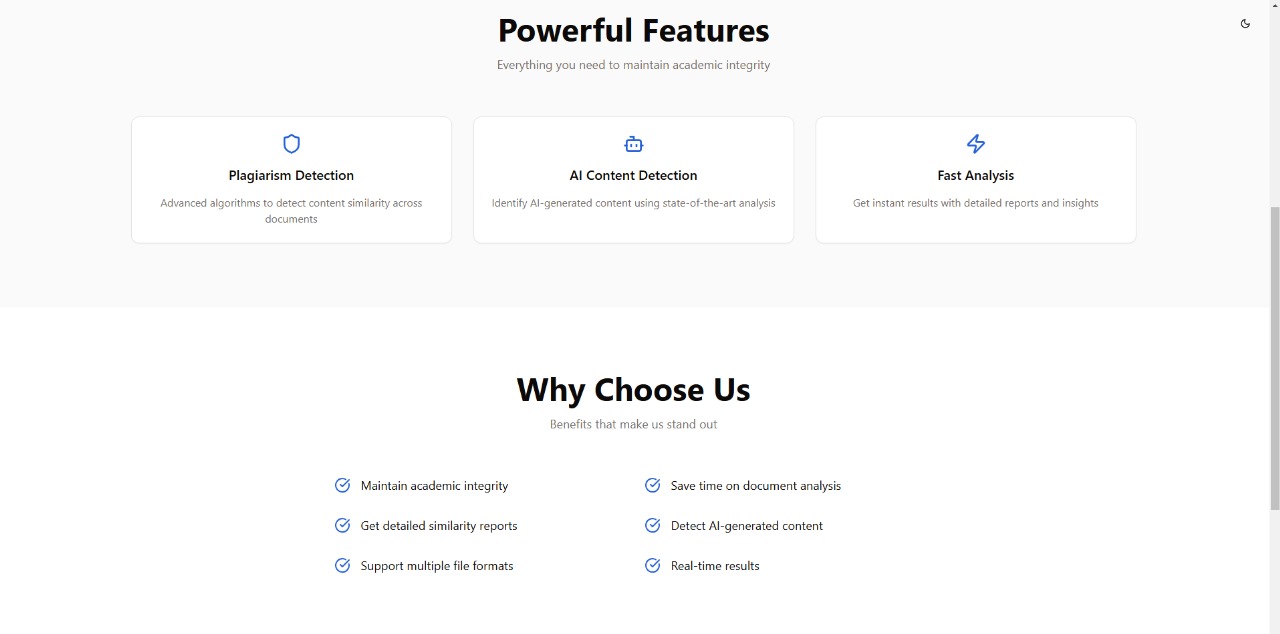 Powerful Features
Everything you need to maintain academic integrity
Plagiarism Detection
Advanced algorithms to detect content similarity across
documents
AI Content Detection
Identify AI-generated content using state-of-the-art analysis
Fast Analysis
Get instant results with detailed reports and insights
Why Choose Us
Benefits that make us stand out
Maintain academic integrity
Save time on document analysis
Get detailed similarity reports
Detect AI-generated content
Support multiple file formats
Real-time results